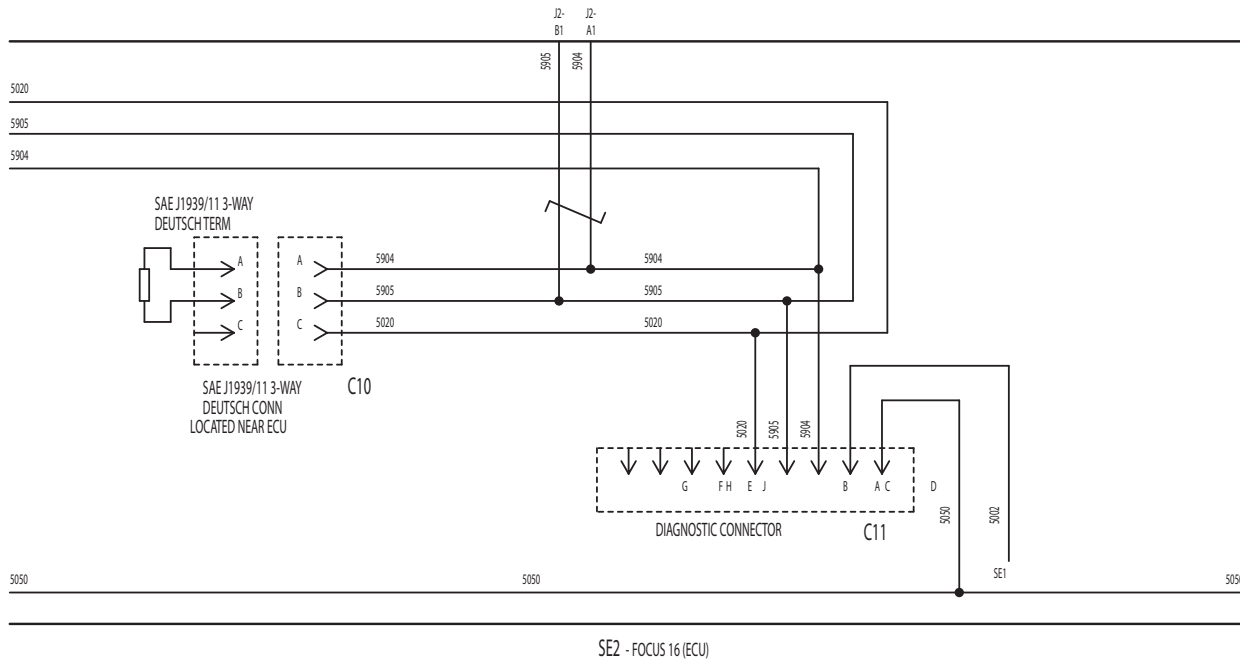 J2-
B1
J2-
A1
5905
5904
5020
5905
5904
SAE J1939/11 3-WAY
DEUTSCH TERM
A
B
C
A
B
C
5904
5904
5905
5905
5020
5020
SAE J1939/11 3-WAY
DEUTSCH CONN
LOCATED NEAR ECU
C10
5020
5905
5904
G F H E J B A C D
DIAGNOSTIC CONNECTOR
C11
5050
5002
SE1
5050
5050
5050
SE2 - FOCUS 16 (ECU)